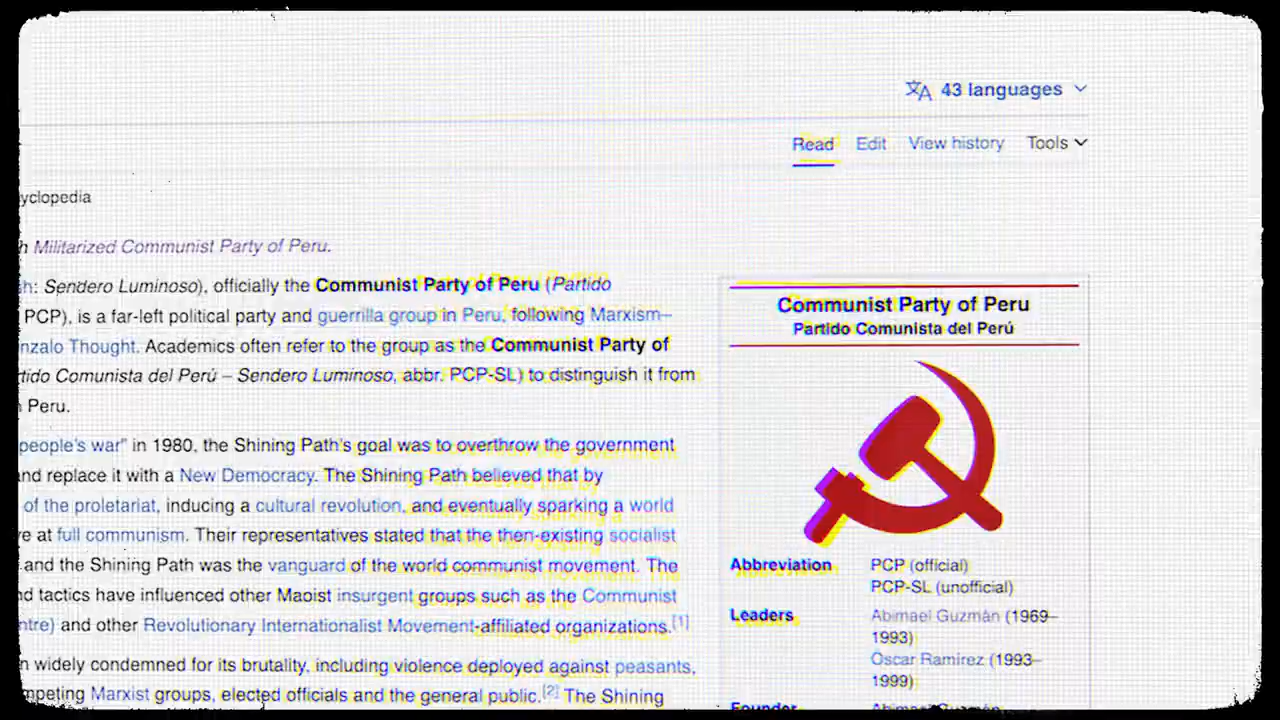 43 languages
Read Edit View history Tools
yclopedia
h Militarized Communist Party of Peru.
h: Sendero Luminoso), officially the Communist Party of Peru (Partido
PCP), is a far-left political party and guerrilla group in Peru, following Marxism–
nzalo Thought. Academics often refer to the group as the Communist Party of
tido Comunista del Perú – Sendero Luminoso, abbr. PCP-SL) to distinguish it from
Peru.
people's war" in 1980, the Shining Path's goal was to overthrow the government
nd replace it with a New Democracy. The Shining Path believed that by
of the proletariat, inducing a cultural revolution, and eventually sparking a world
ve at full communism. Their representatives stated that the then-existing socialist
and the Shining Path was the vanguard of the world communist movement. The
d tactics have influenced other Maoist insurgent groups such as the Communist
ntre) and other Revolutionary Internationalist Movement-affiliated organizations.[1]
n widely condemned for its brutality, including violence deployed against peasants,
mpeting Marxist groups, elected officials and the general public.[2] The Shining
Communist Party of Peru
Partido Comunista del Perú
Abbreviation PCP (official)
PCP-SL (unofficial)
Leaders Abimael Guzmán (1969–
1993)
Óscar Ramírez (1993–
1999)
Founder Abimael Guzmán